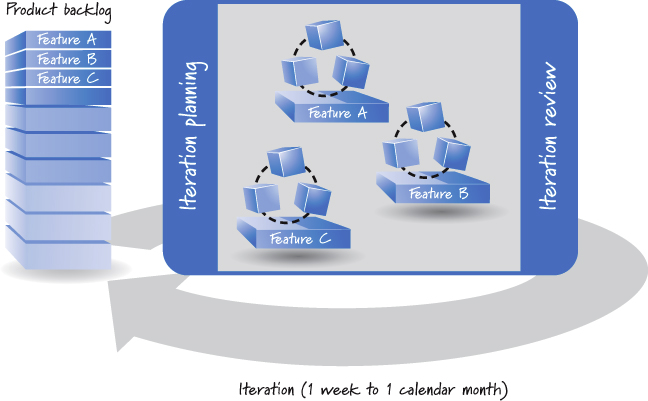 Product backlog
Feature A
Feature B
Feature C
Iteration planning
Feature A
Feature B
Feature C
Iteration review
Iteration (1 week to 1 calendar month)